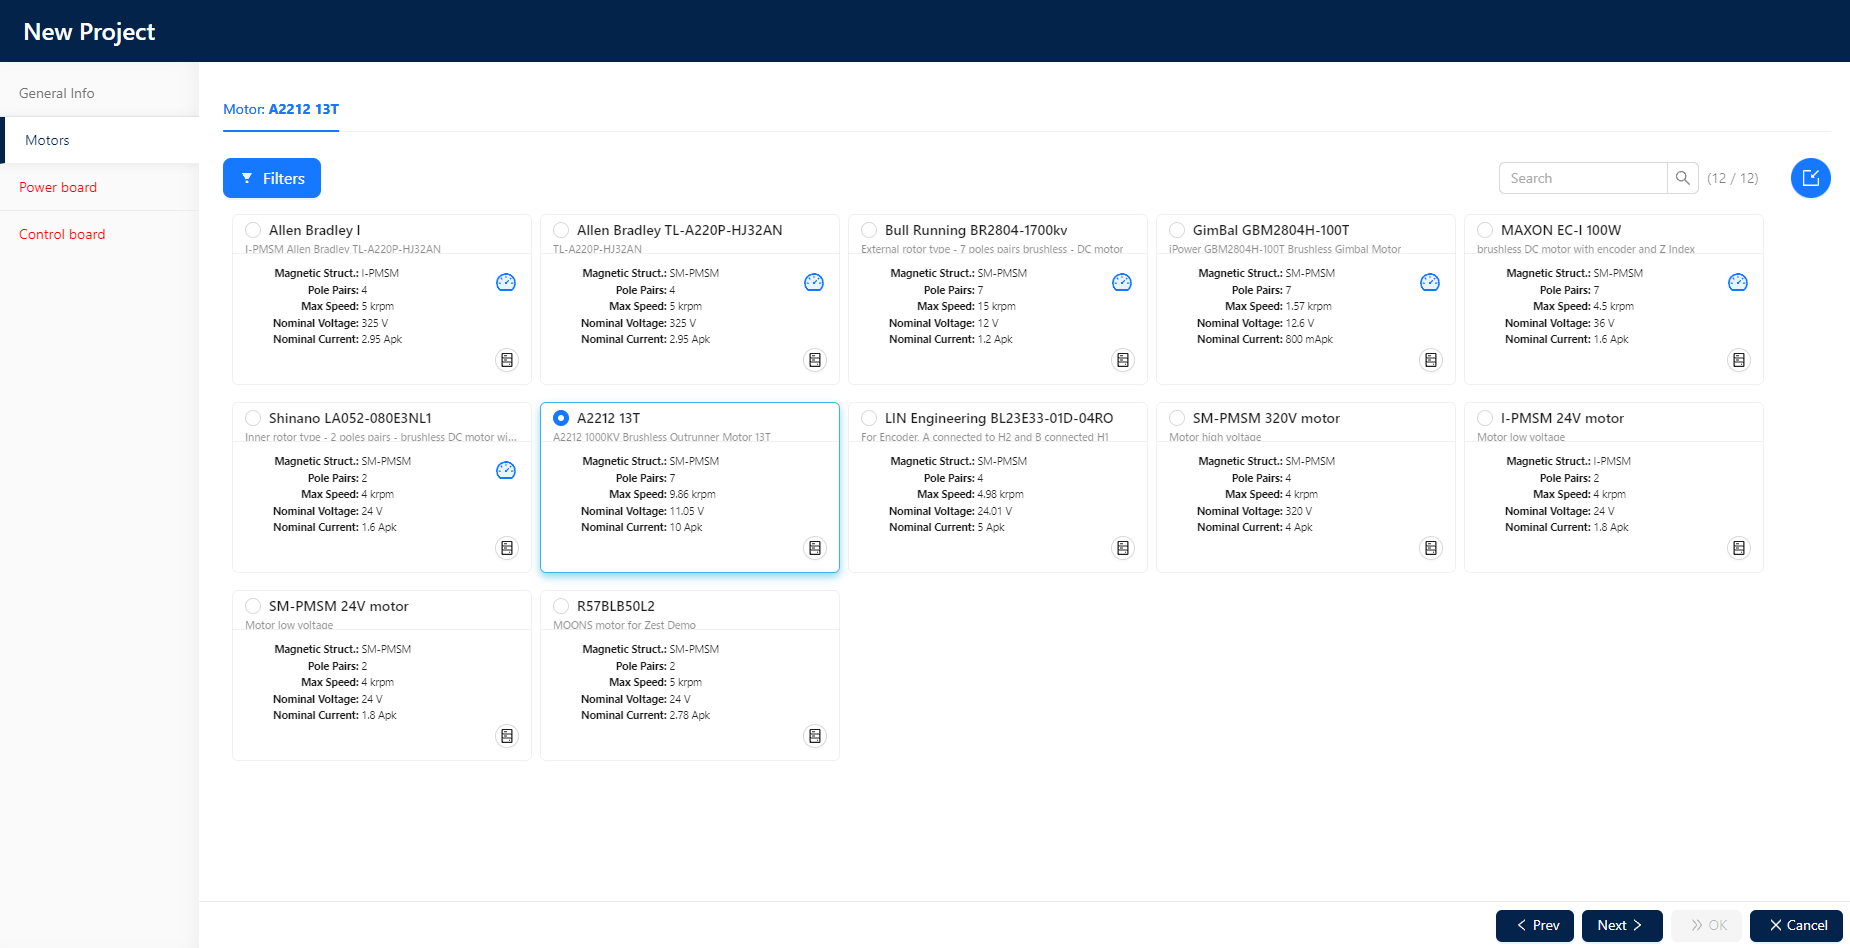 New Project
General Info
Motors
Power board
Control board
Motor: A2212 13T
Filters
Search
(12 / 12)
Allen Bradley I
I-PMSM Allen Bradley TL-A220P-HJ32AN
Magnetic Struct.: I-PMSM
Pole Pairs: 4
Max Speed: 5 krpm
Nominal Voltage: 325 V
Nominal Current: 2.95 Apk
Allen Bradley TL-A220P-HJ32AN
TL-A220P-HJ32AN
Magnetic Struct.: SM-PMSM
Pole Pairs: 4
Max Speed: 5 krpm
Nominal Voltage: 325 V
Nominal Current: 2.95 Apk
Bull Running BR2804-1700kv
External rotor type - 7 poles pairs brushless - DC motor
Magnetic Struct.: SM-PMSM
Pole Pairs: 7
Max Speed: 15 krpm
Nominal Voltage: 12 V
Nominal Current: 1.2 Apk
GimBal GBM2804H-100T
iPower GBM2804H-100T Brushless Gimbal Motor
Magnetic Struct.: SM-PMSM
Pole Pairs: 7
Max Speed: 1.57 krpm
Nominal Voltage: 12.6 V
Nominal Current: 800 mApk
MAXON EC-I 100W
brushless DC motor with encoder and Z Index
Magnetic Struct.: SM-PMSM
Pole Pairs: 7
Max Speed: 4.5 krpm
Nominal Voltage: 36 V
Nominal Current: 1.6 Apk
Shinano LA052-080E3NL1
Inner rotor type - 2 poles pairs - brushless DC motor wi...
Magnetic Struct.: SM-PMSM
Pole Pairs: 2
Max Speed: 4 krpm
Nominal Voltage: 24 V
Nominal Current: 1.6 Apk
A2212 13T
A2212 1000KV Brushless Outrunner Motor 13T
Magnetic Struct.: SM-PMSM
Pole Pairs: 7
Max Speed: 9.86 krpm
Nominal Voltage: 11.05 V
Nominal Current: 10 Apk
LIN Engineering BL23E33-01D-04RO
For Encoder, A connected to H2 and B connected H1
Magnetic Struct.: SM-PMSM
Pole Pairs: 4
Max Speed: 4.98 krpm
Nominal Voltage: 24.01 V
Nominal Current: 5 Apk
SM-PMSM 320V motor
Motor high voltage
Magnetic Struct.: SM-PMSM
Pole Pairs: 4
Max Speed: 4 krpm
Nominal Voltage: 320 V
Nominal Current: 4 Apk
I-PMSM 24V motor
Motor low voltage
Magnetic Struct.: I-PMSM
Pole Pairs: 2
Max Speed: 4 krpm
Nominal Voltage: 24 V
Nominal Current: 1.8 Apk
SM-PMSM 24V motor
Motor low voltage
Magnetic Struct.: SM-PMSM
Pole Pairs: 2
Max Speed: 4 krpm
Nominal Voltage: 24 V
Nominal Current: 1.8 Apk
R57BLB50L2
MOONS motor for Zest Demo
Magnetic Struct.: SM-PMSM
Pole Pairs: 2
Max Speed: 5 krpm
Nominal Voltage: 24 V
Nominal Current: 2.78 Apk
Prev
Next
OK
Cancel